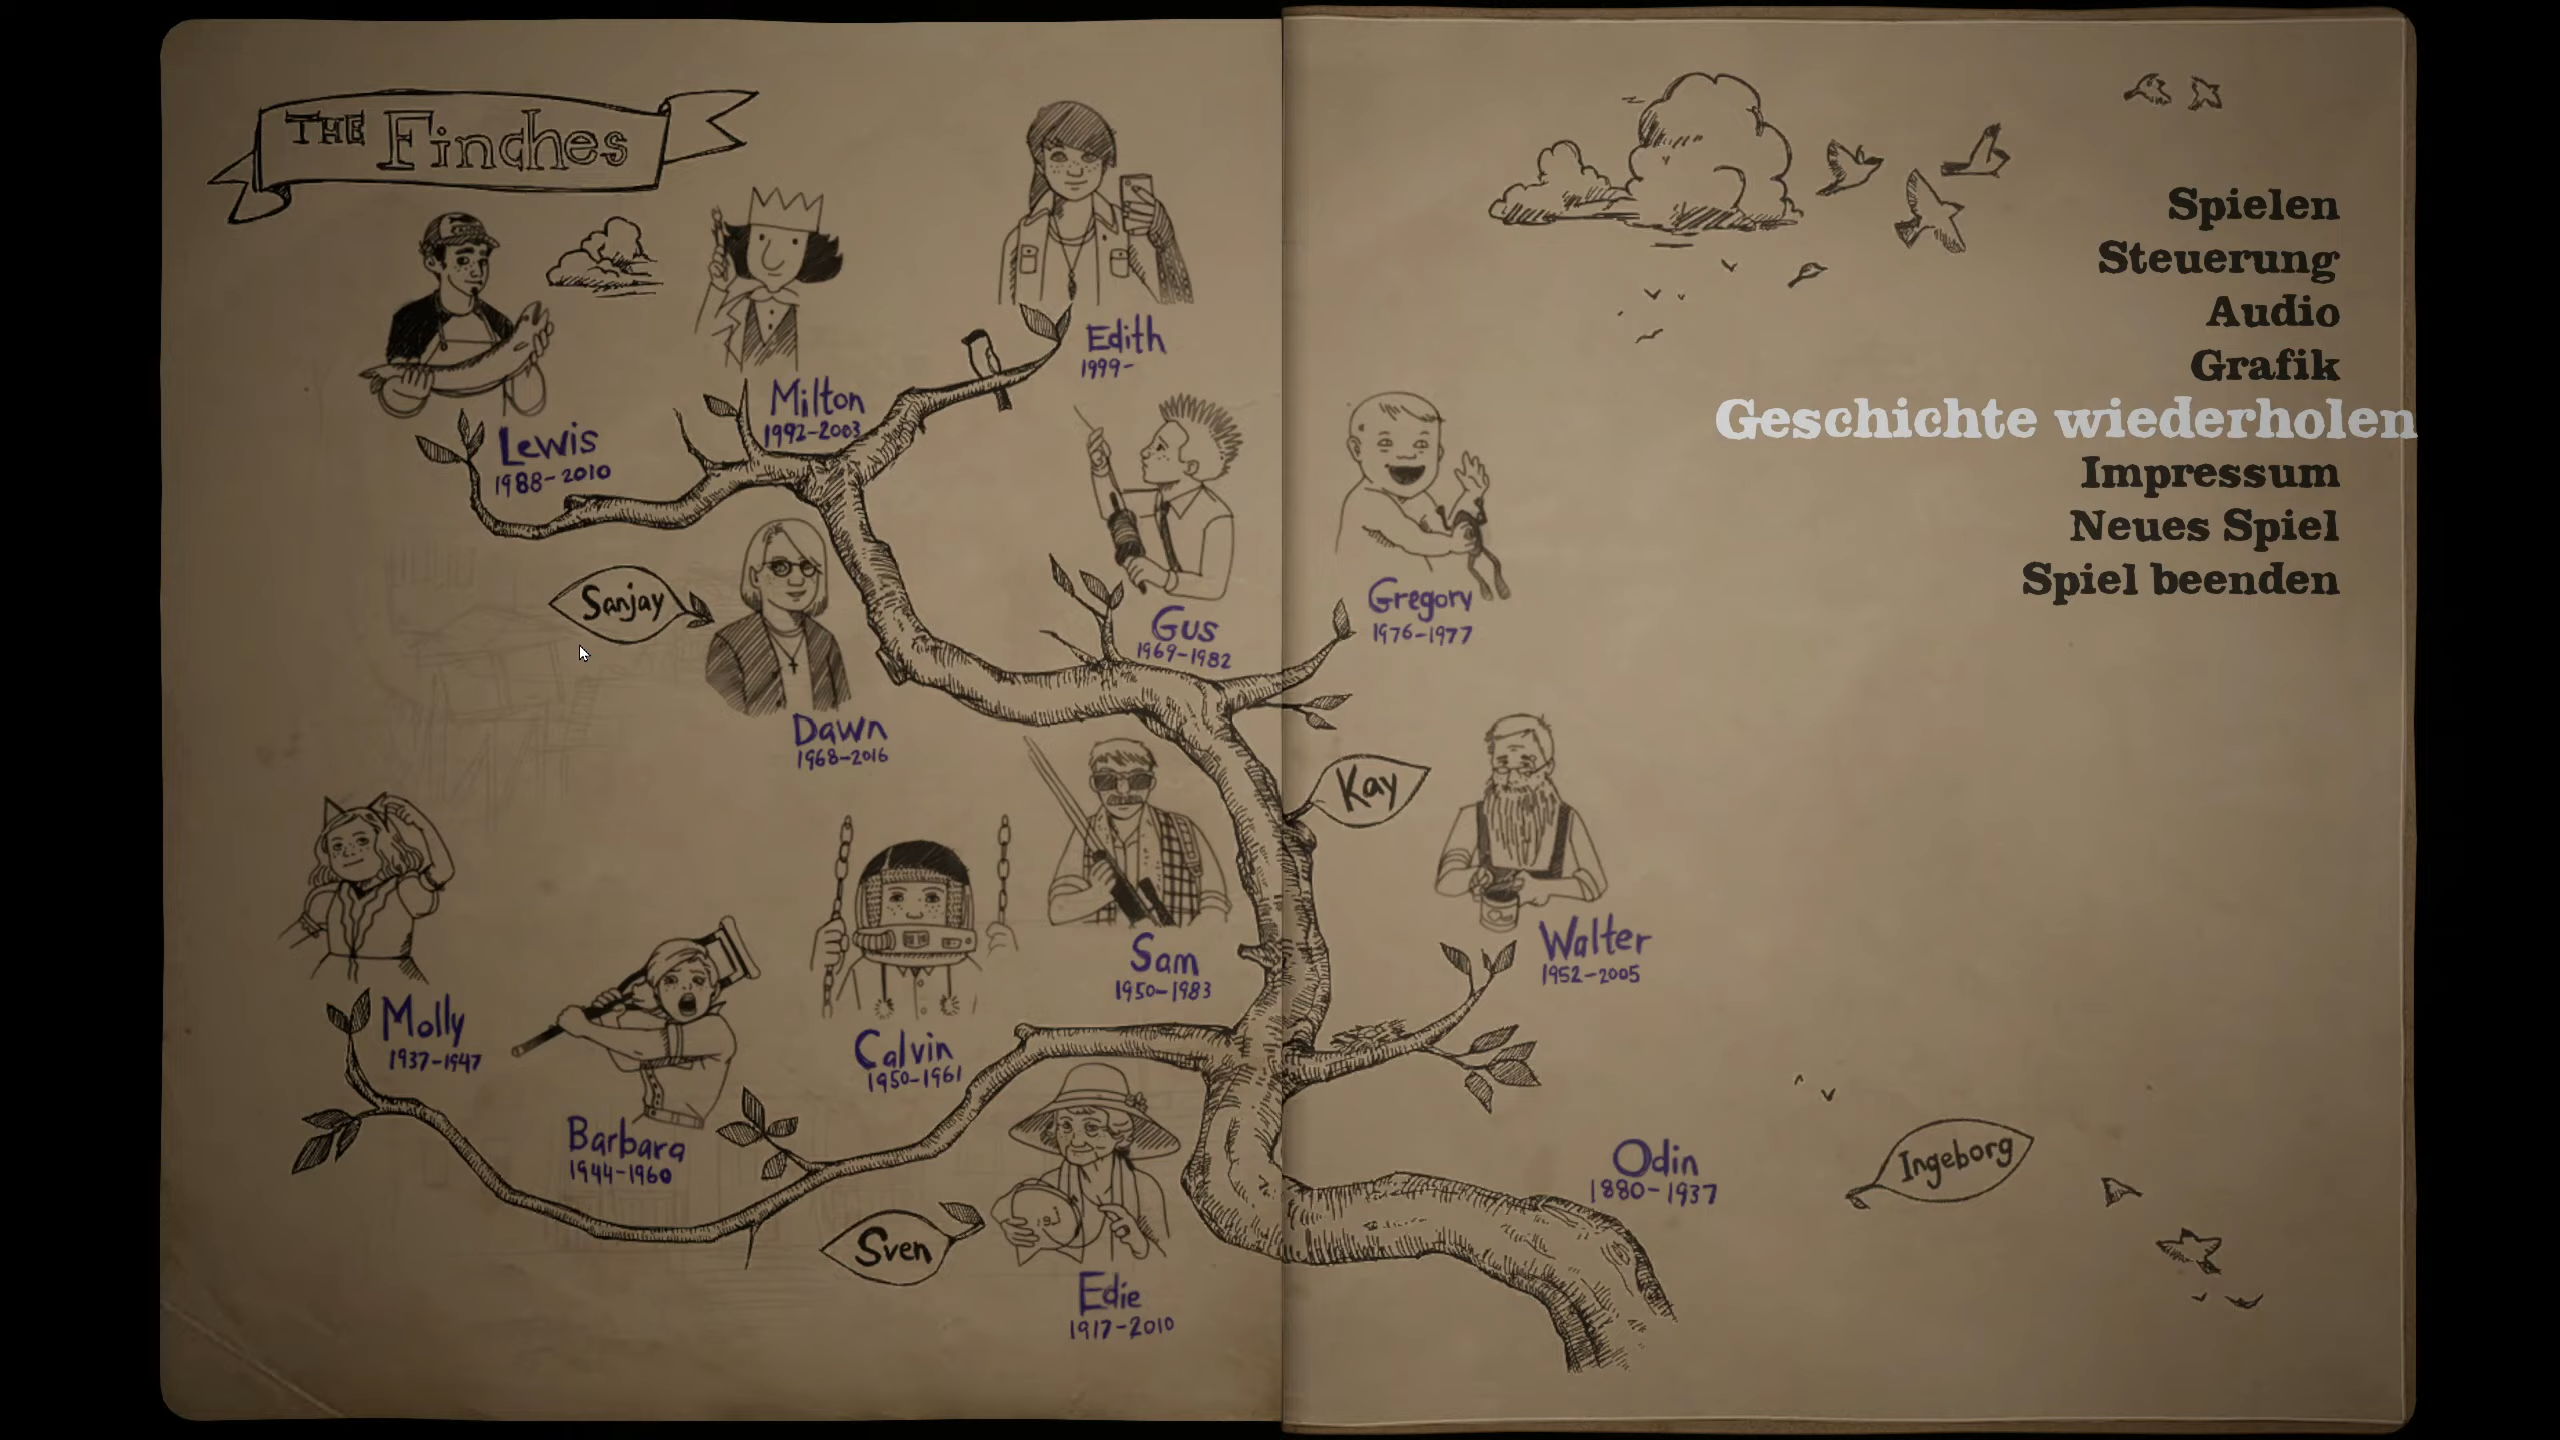 THE Finches
Edith
1999-
Milton
1992-2003
Lewis
1988-2010
Sanjay
Dawn
1968-2016
Gus
1969-1982
Gregory
1976-1977
Kay
Sam
1950-1983
Walter
1952-2005
Calvin
1950-1961
Molly
1937-1947
Barbara
1944-1960
Sven
Edie
1917-2010
Odin
1880-1937
Ingeborg
Spielen
Steuerung
Audio
Grafik
Geschichte wiederholen
Impressum
Neues Spiel
Spiel beenden